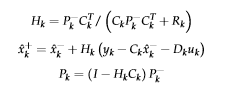 H_k = P_k^- C_k^T / (C_k P_k^- C_k^T + R_k)
x̂_k^+ = x̂_k^- + H_k (y_k − C_k x̂_k^- − D_k u_k)
P_k = (I − H_k C_k) P_k^-